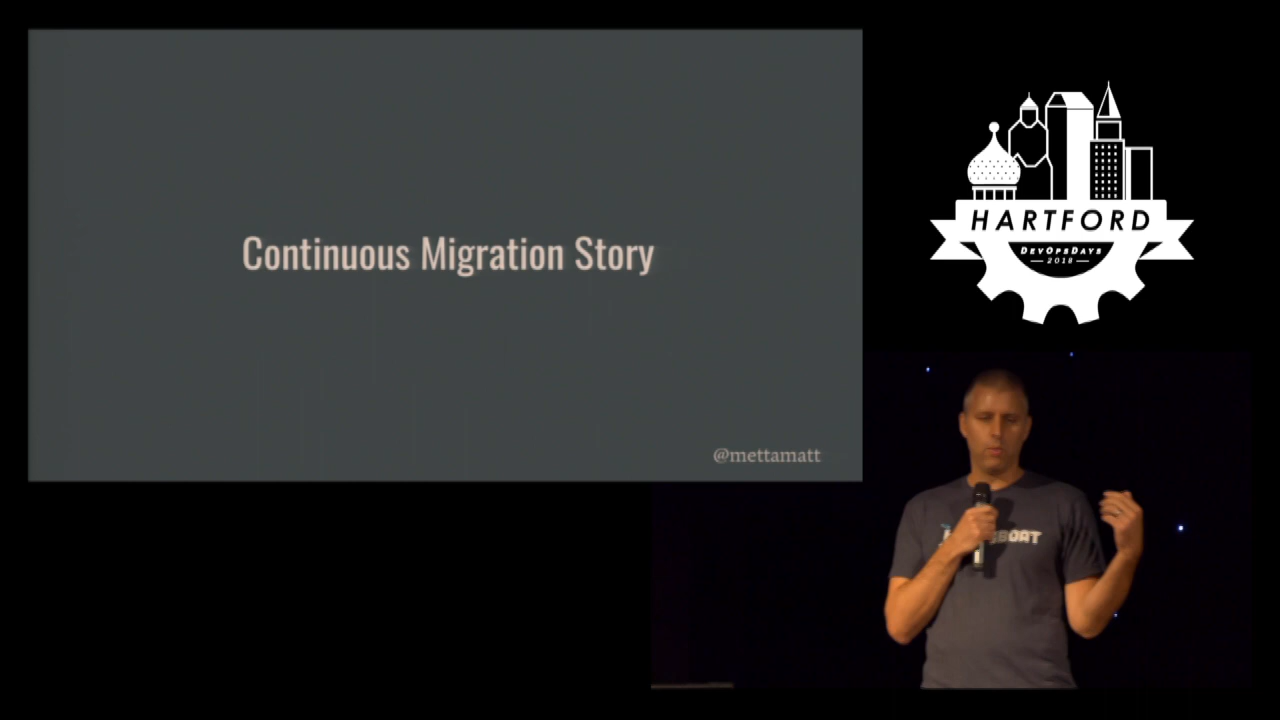 Continuous Migration Story
@mettamatt
HARTFORD
DEVOPSDAYS
2018